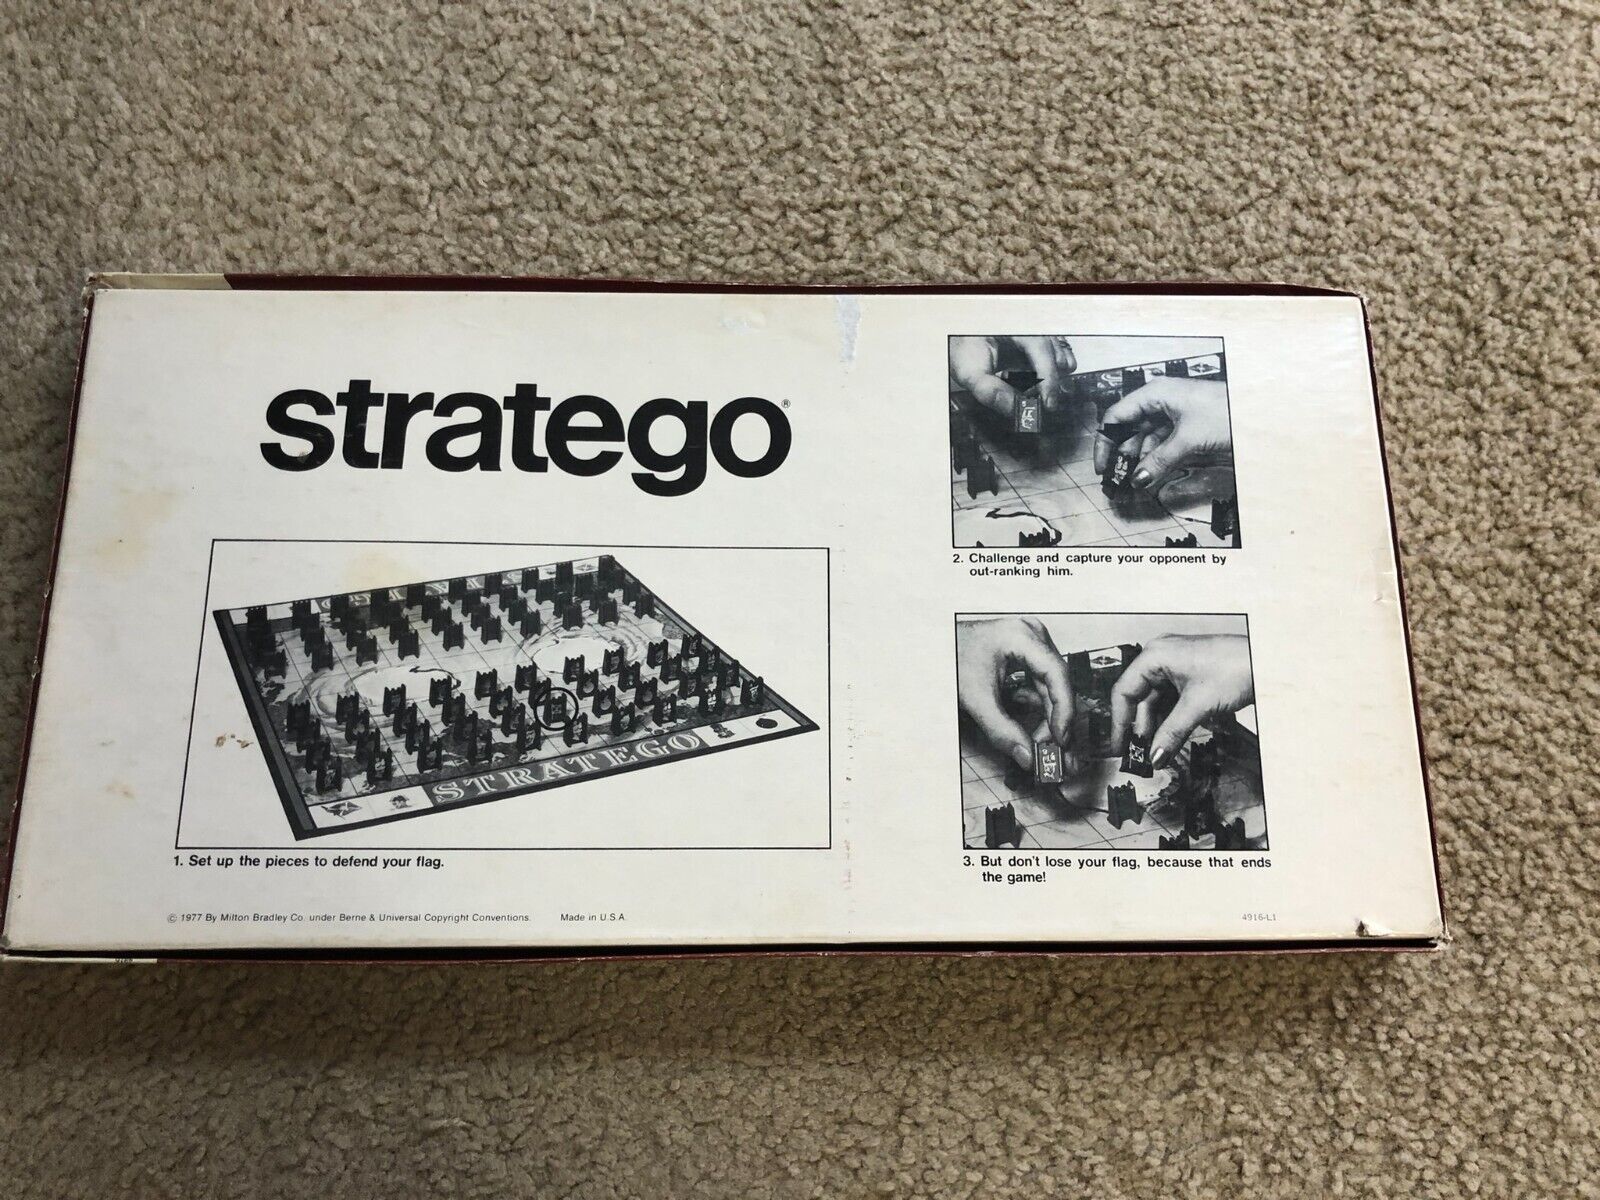 stratego®
STRATEGO
1. Set up the pieces to defend your flag.
2. Challenge and capture your opponent by
out-ranking him.
3. But don't lose your flag, because that ends
the game!
© 1977 By Milton Bradley Co. under Berne & Universal Copyright Conventions. Made in U.S.A.
4916-L1